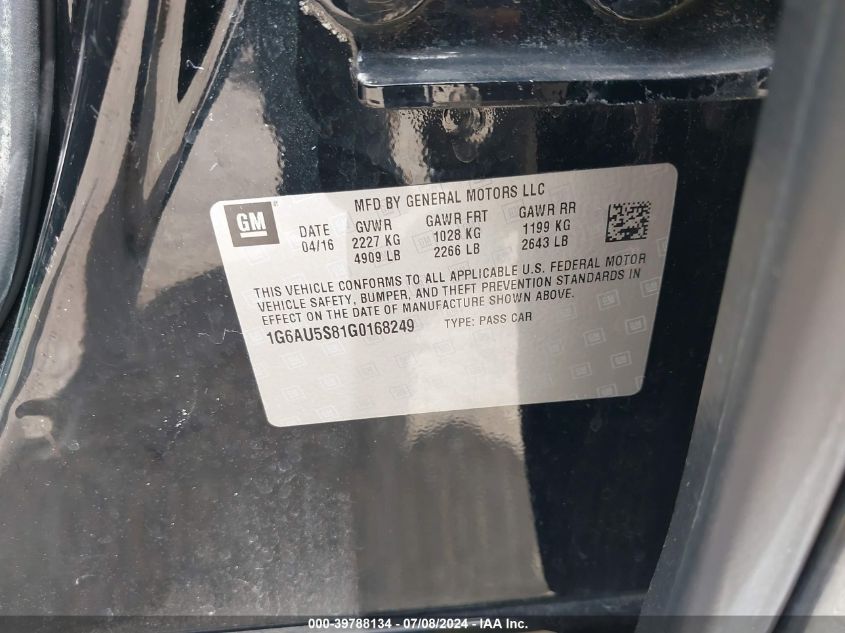 MFD BY GENERAL MOTORS LLC
GM
DATE GVWR GAWR FRT GAWR RR
04/16 2227 KG 1028 KG 1199 KG
4909 LB 2266 LB 2643 LB
THIS VEHICLE CONFORMS TO ALL APPLICABLE U.S. FEDERAL MOTOR
VEHICLE SAFETY, BUMPER, AND THEFT PREVENTION STANDARDS IN
EFFECT ON THE DATE OF MANUFACTURE SHOWN ABOVE.
1G6AU5S81G0168249 TYPE: PASS CAR
000-39788134 - 07/08/2024 - IAA Inc.